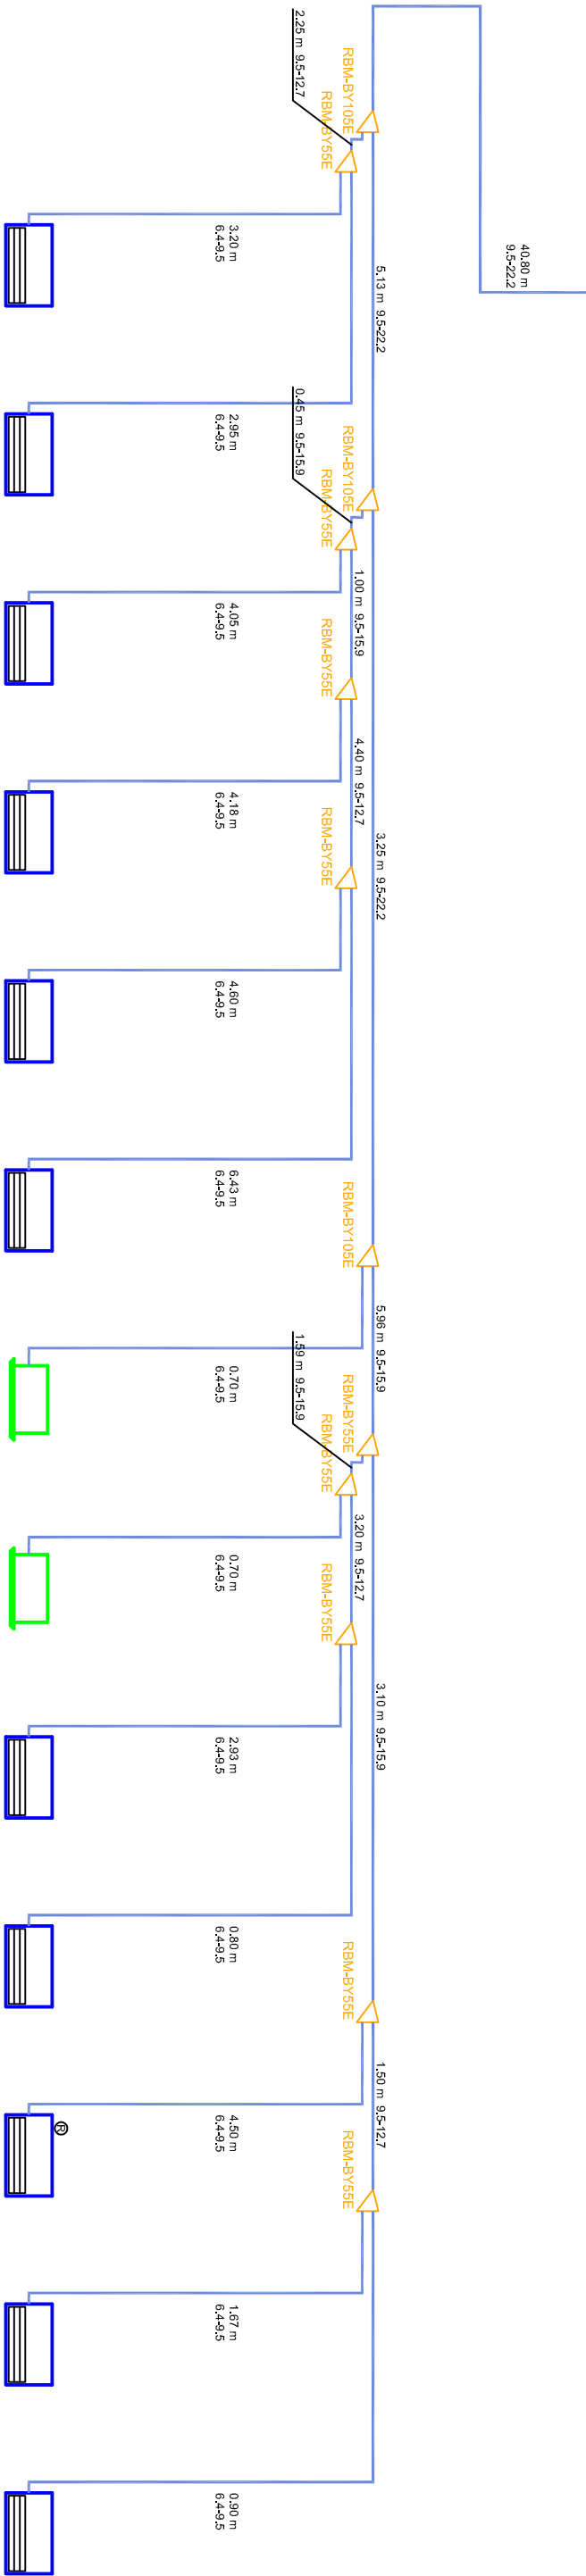 40.80 m
9.5-22.2
RBM-BY105E
2.25 m 9.5-12.7
RBM-BY55E
3.20 m
6.4-9.5
5.13 m 9.5-22.2
2.95 m
6.4-9.5
RBM-BY105E
0.45 m 9.5-15.9
RBM-BY55E
4.05 m
6.4-9.5
1.00 m 9.5-15.9
RBM-BY55E
4.18 m
6.4-9.5
4.40 m 9.5-12.7
RBM-BY55E
3.25 m 9.5-22.2
4.60 m
6.4-9.5
6.43 m
6.4-9.5
RBM-BY105E
0.70 m
6.4-9.5
5.96 m 9.5-15.9
RBM-BY55E
1.59 m 9.5-15.9
RBM-BY55E
0.70 m
6.4-9.5
3.20 m 9.5-12.7
RBM-BY55E
2.93 m
6.4-9.5
3.10 m 9.5-15.9
0.80 m
6.4-9.5
RBM-BY55E
4.50 m
6.4-9.5
R
1.50 m 9.5-12.7
RBM-BY55E
1.67 m
6.4-9.5
0.90 m
6.4-9.5